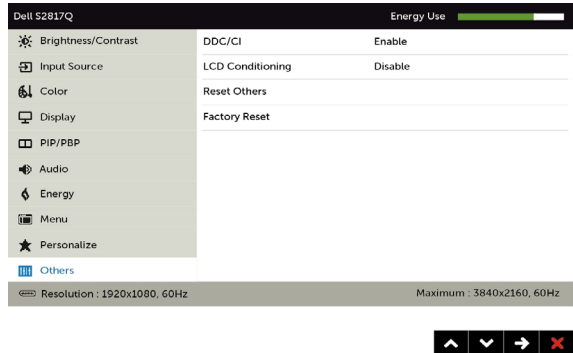 Dell S2817Q Energy Use
Brightness/Contrast
Input Source
Color
Display
PIP/PBP
Audio
Energy
Menu
Personalize
Others
DDC/CI Enable
LCD Conditioning Disable
Reset Others
Factory Reset
Resolution : 1920x1080, 60Hz Maximum : 3840x2160, 60Hz